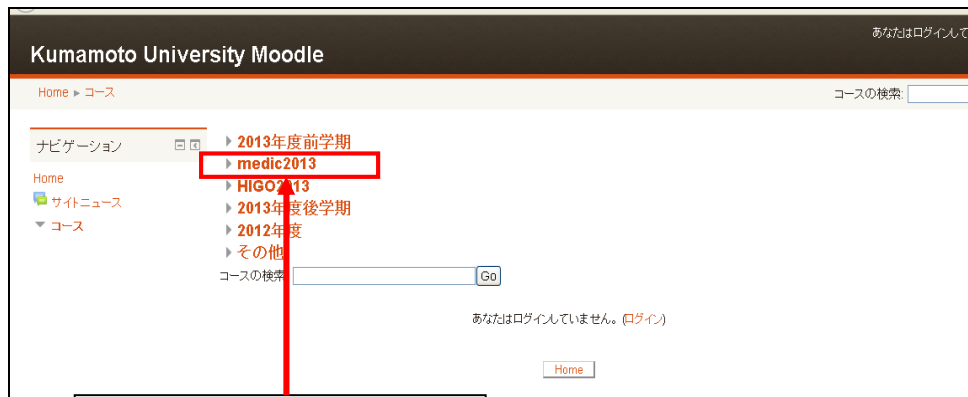 あなたはログインして
Kumamoto University Moodle
Home ▶ コース
コースの検索:
ナビゲーション
Home
サイトニュース
コース
2013年度前学期
medic2013
HIGO2013
2013年度後学期
2012年度
その他
コースの検索
Go
あなたはログインしていません。(ログイン)
Home